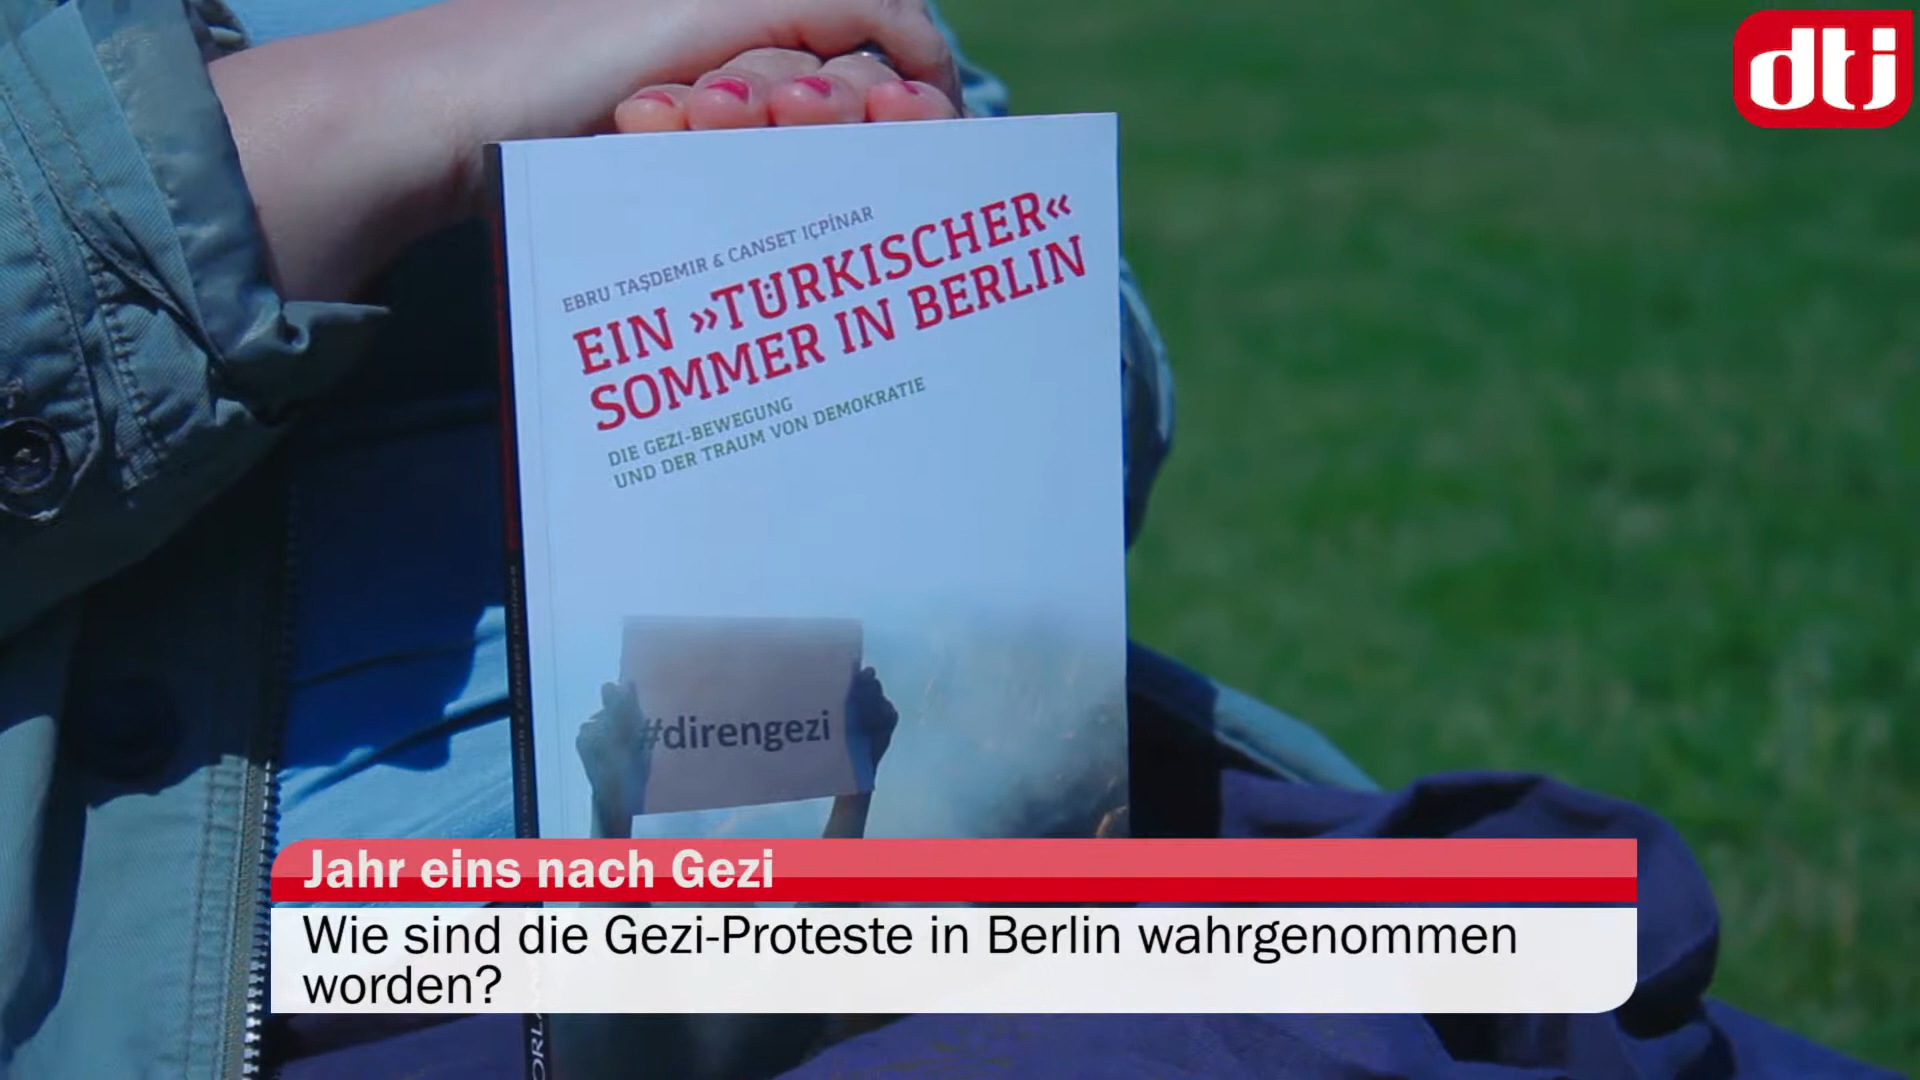 dtj
EBRU TAŞDEMIR & CANSET IÇPİNAR
EIN »TÜRKISCHER«
SOMMER IN BERLIN
DIE GEZI-BEWEGUNG
UND DER TRAUM VON DEMOKRATIE
#direngezi
Jahr eins nach Gezi
Wie sind die Gezi-Proteste in Berlin wahrgenommen
worden?